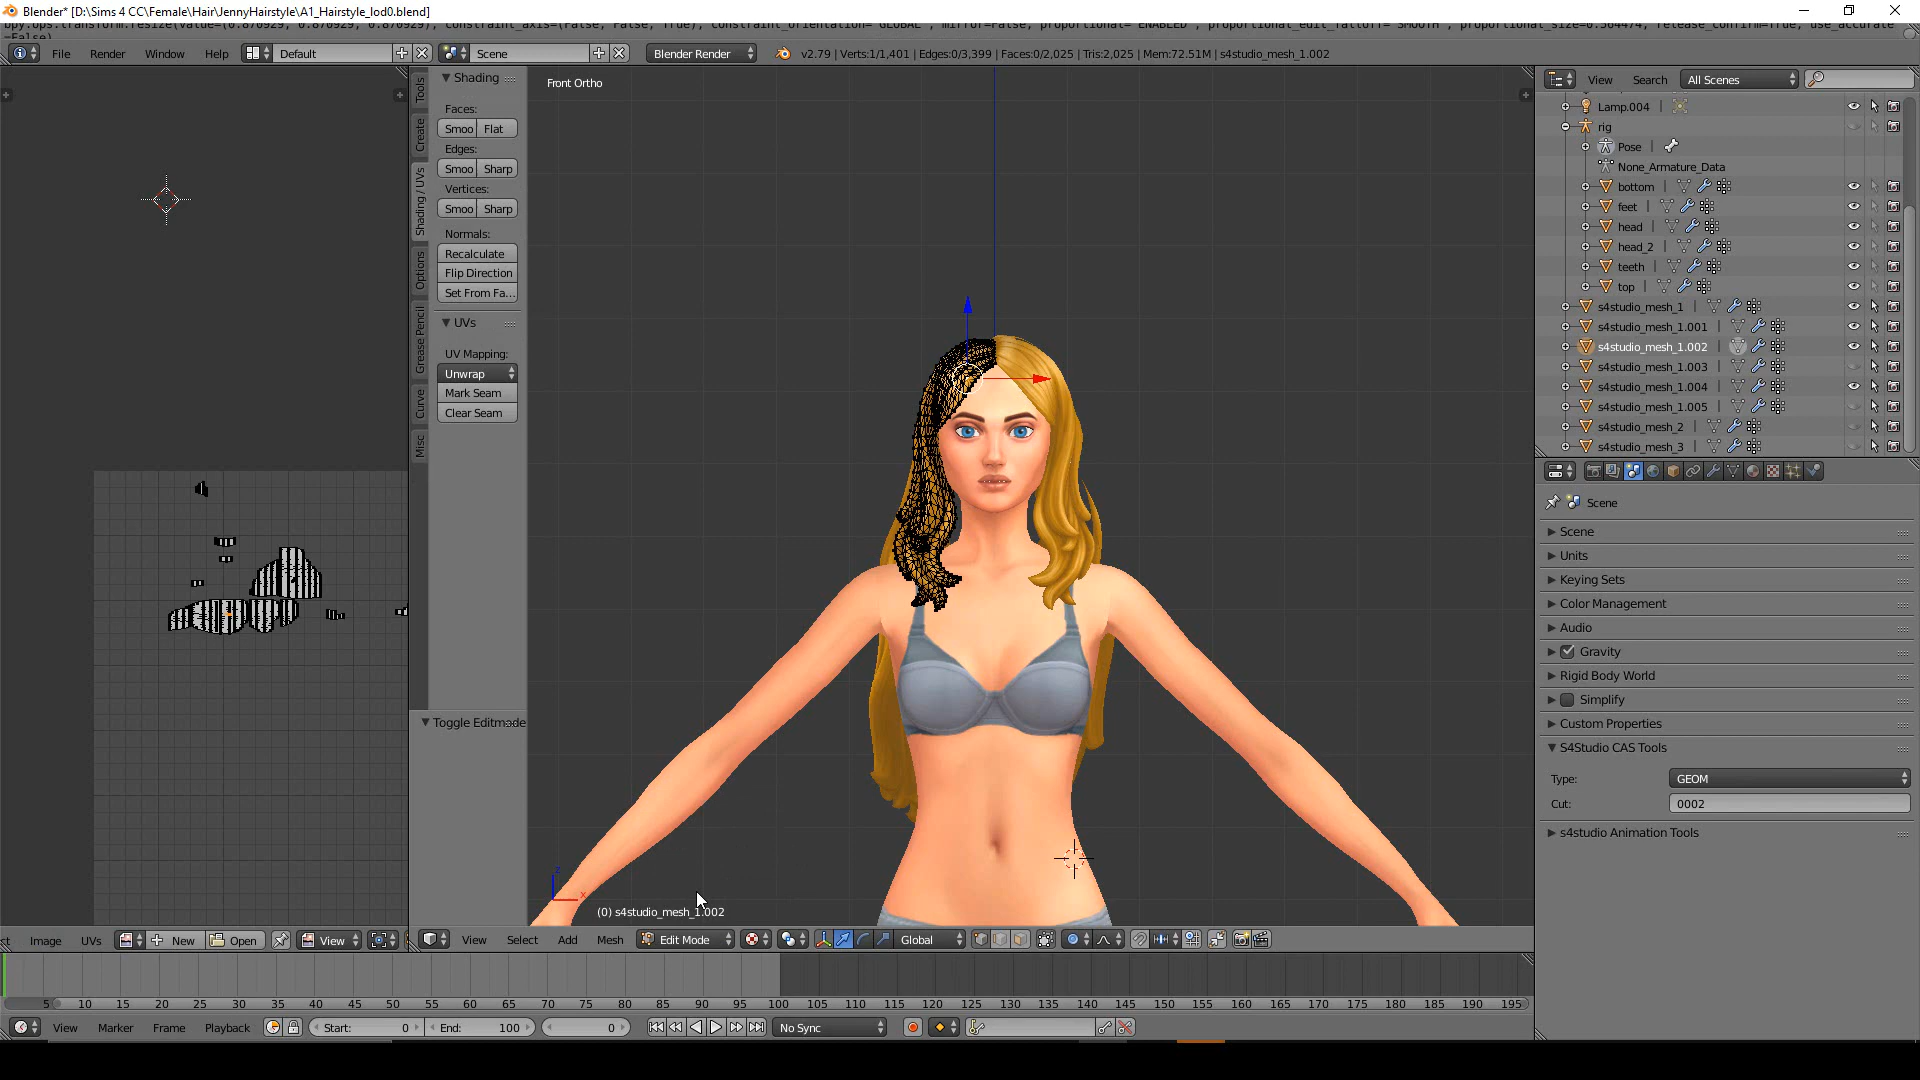 Blender* [D:\Sims 4 CC\Female\Hair\JennyHairstyle\A1_Hairstyle_lod0.blend]
File Render Window Help Default Scene Blender Render v2.79 | Verts:1/1,401 | Edges:0/3,399 | Faces:0/2,025 | Tris:2,025 | Mem:72.51M | s4studio_mesh_1.002
Tools
Create
Shading / UVs
Options
Grease Pencil
Curve
Misc
Shading
Faces:
Smoo Flat
Edges:
Smoo Sharp
Vertices:
Smoo Sharp
Normals:
Recalculate
Flip Direction
Set From Fa...
UVs
UV Mapping:
Unwrap
Mark Seam
Clear Seam
Toggle Editmode
Front Ortho
(0) s4studio_mesh_1.002
View Search All Scenes
Lamp.004
rig
Pose
None_Armature_Data
bottom
feet
head
head_2
teeth
top
s4studio_mesh_1
s4studio_mesh_1.001
s4studio_mesh_1.002
s4studio_mesh_1.003
s4studio_mesh_1.004
s4studio_mesh_1.005
s4studio_mesh_2
s4studio_mesh_3
Scene
Scene
Units
Keying Sets
Color Management
Audio
Gravity
Rigid Body World
Simplify
Custom Properties
S4Studio CAS Tools
Type: GEOM
Cut: 0002
s4studio Animation Tools
Image UVs New Open View
View Select Add Mesh Edit Mode Global
5 10 15 20 25 30 35 40 45 50 55 60 65 70 75 80 85 90 95 100 105 110 115 120 125 130 135 140 145 150 155 160 165 170 175 180 185 190 195
View Marker Frame Playback Start: 0 End: 100 0 No Sync